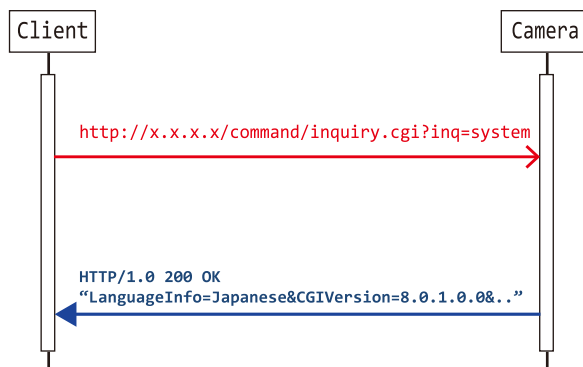 Client
Camera
http://x.x.x.x/command/inquiry.cgi?inq=system
HTTP/1.0 200 OK
“LanguageInfo=Japanese&CGIVersion=8.0.1.0.0&..”